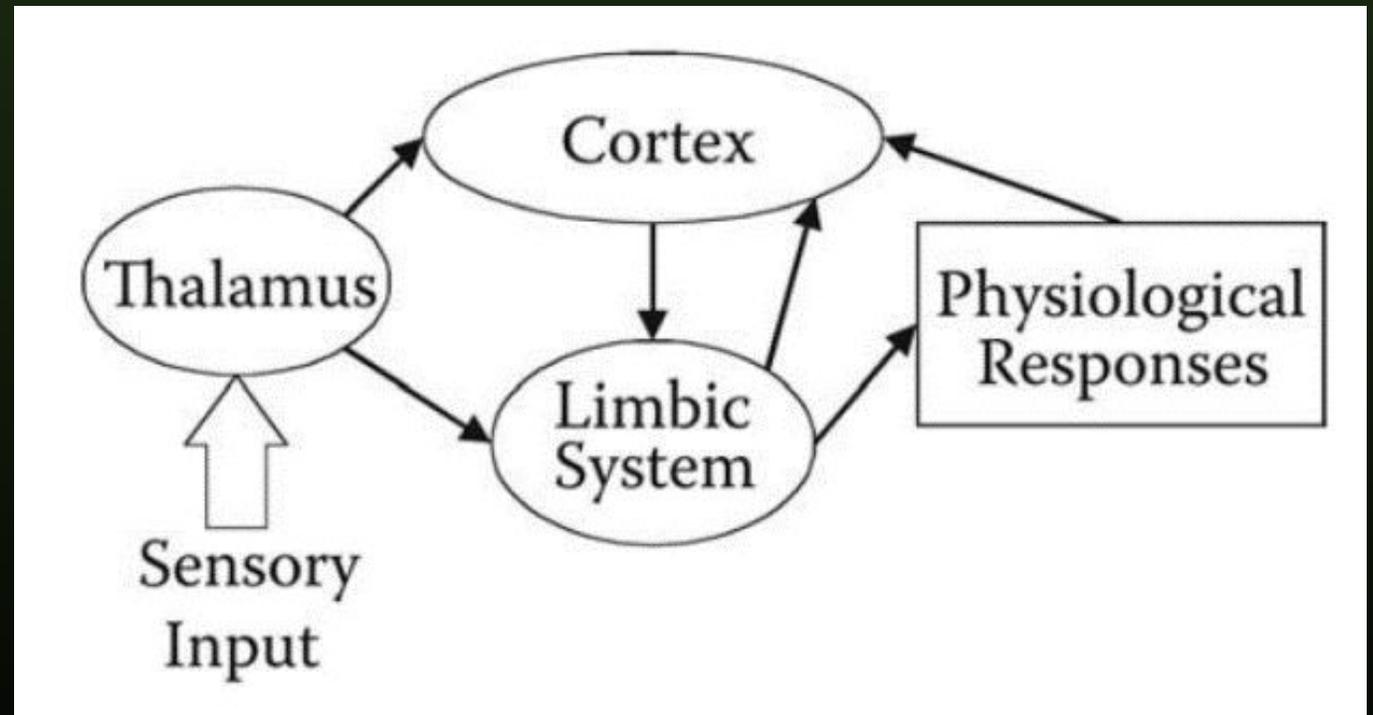 Cortex
Thalamus
Physiological
Responses
Limbic
System
Sensory
Input